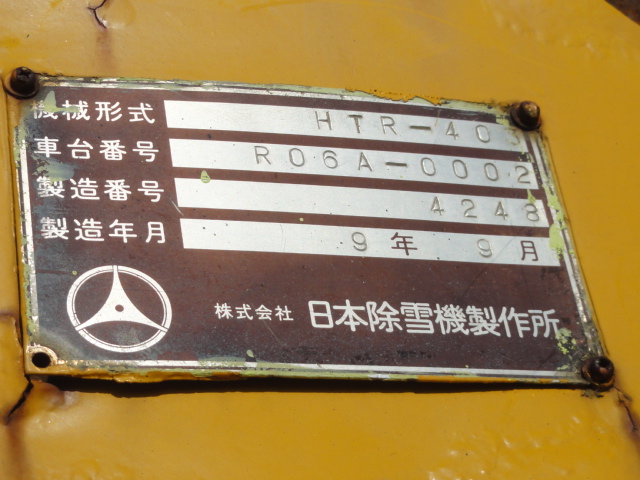 機械形式 HTR-403
車台番号 R06A-0002
製造番号 4248
製造年月 9年 9月
株式会社 日本除雪機製作所